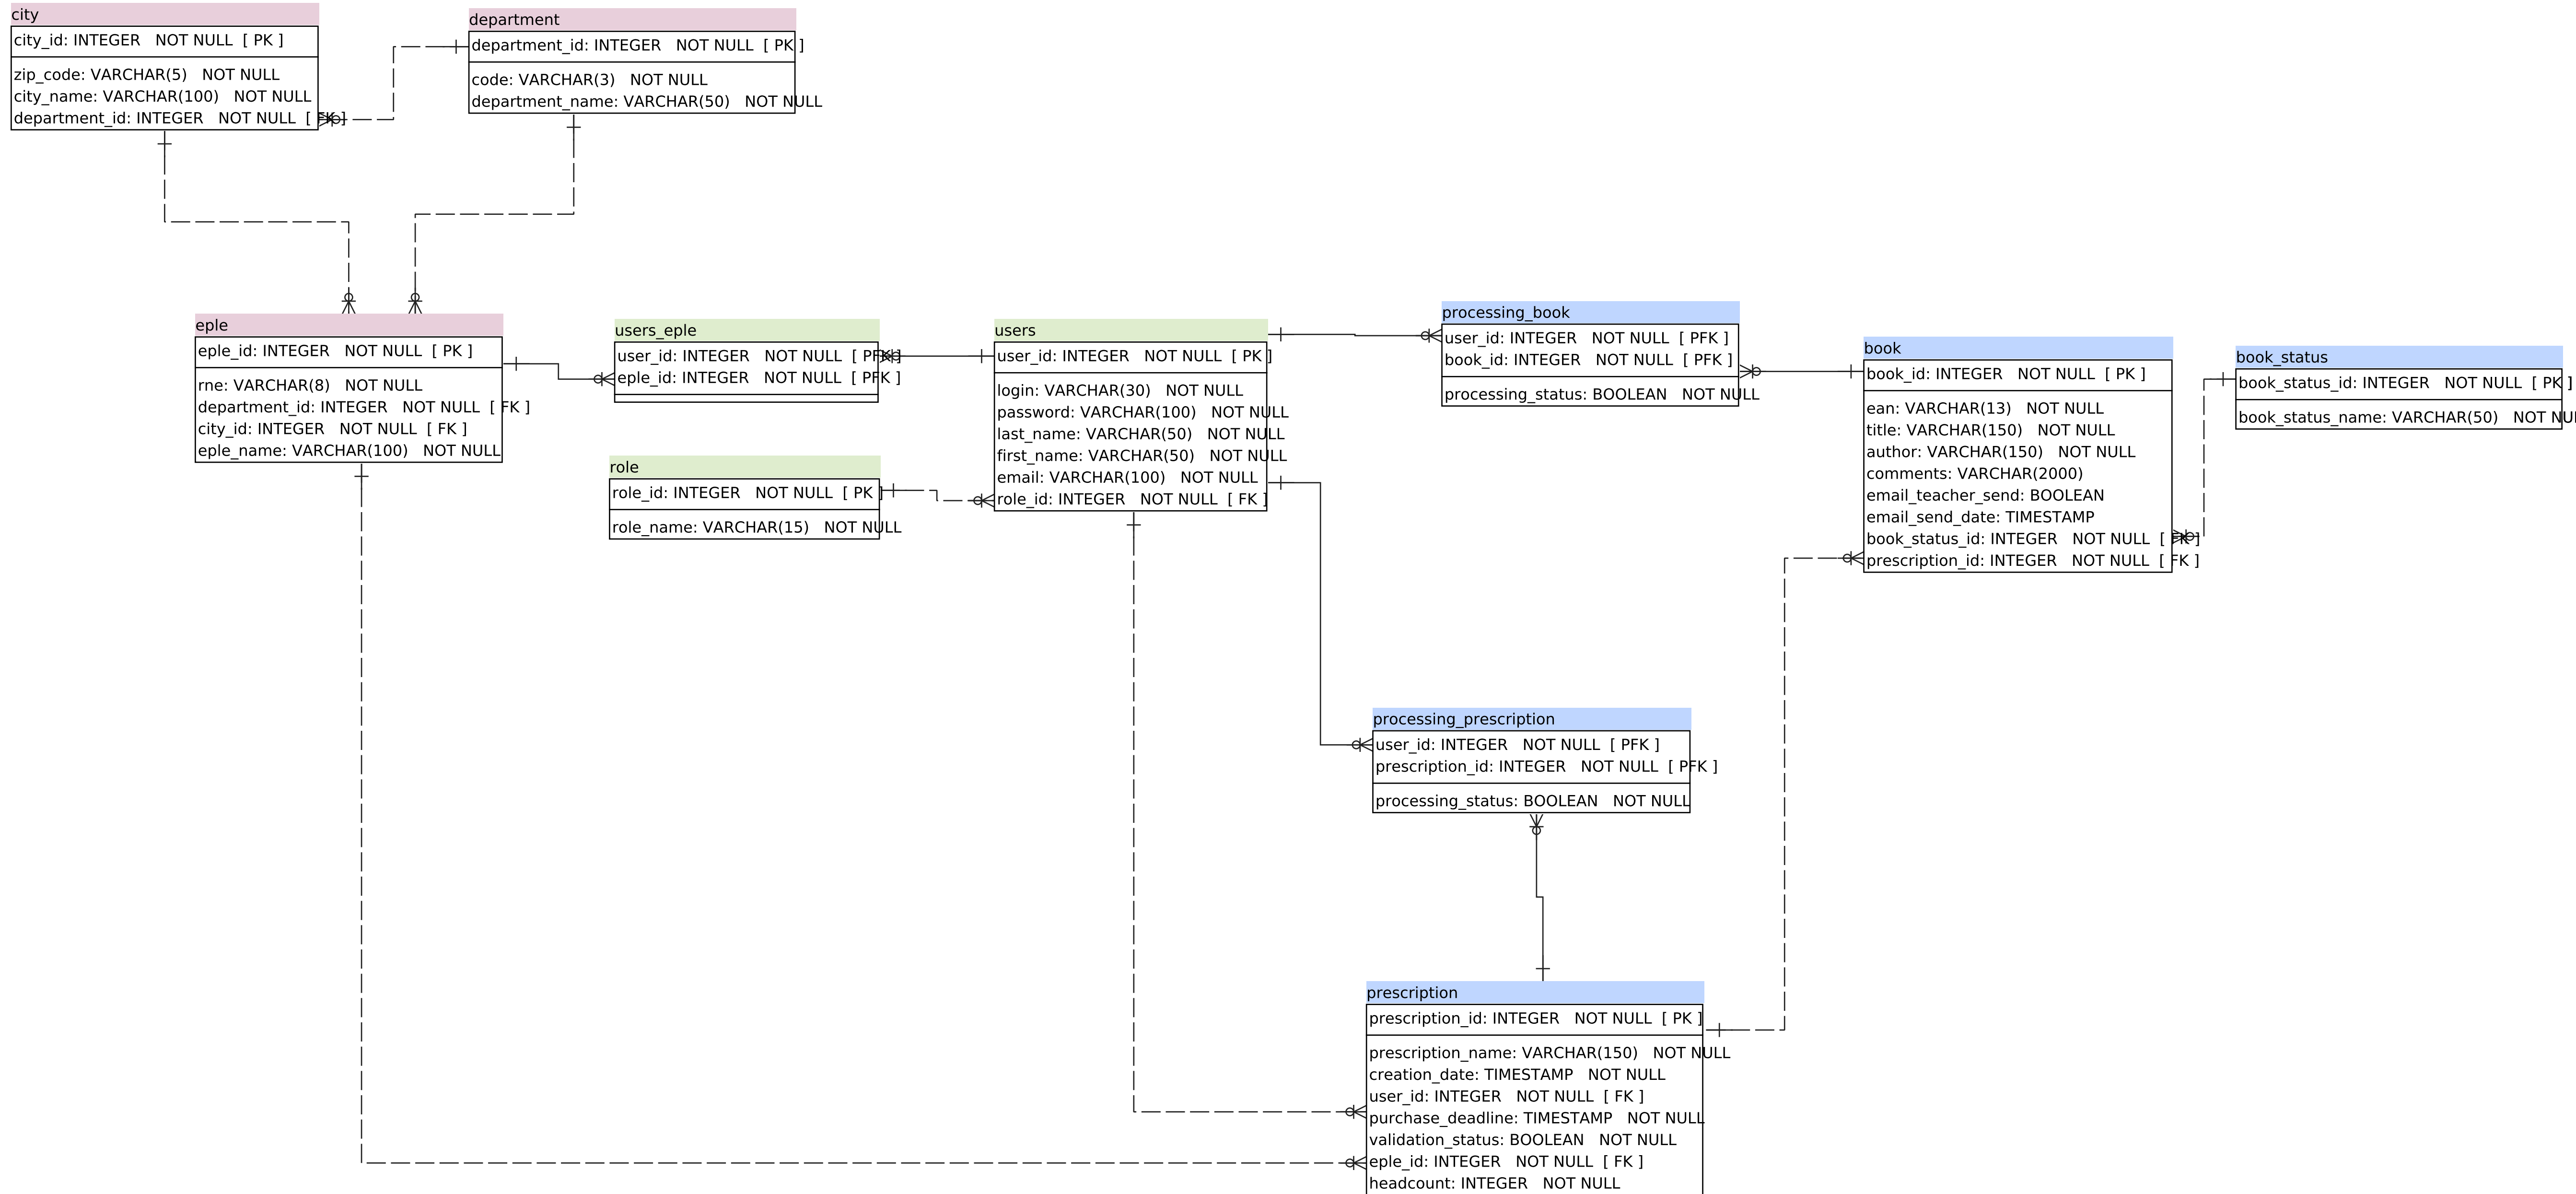 city
city_id: INTEGER NOT NULL [ PK ]
zip_code: VARCHAR(5) NOT NULL
city_name: VARCHAR(100) NOT NULL
department_id: INTEGER NOT NULL [ FK ]
department
department_id: INTEGER NOT NULL [ PK ]
code: VARCHAR(3) NOT NULL
department_name: VARCHAR(50) NOT NULL
eple
eple_id: INTEGER NOT NULL [ PK ]
rne: VARCHAR(8) NOT NULL
department_id: INTEGER NOT NULL [ FK ]
city_id: INTEGER NOT NULL [ FK ]
eple_name: VARCHAR(100) NOT NULL
users_eple
user_id: INTEGER NOT NULL [ PFK ]
eple_id: INTEGER NOT NULL [ PFK ]
role
role_id: INTEGER NOT NULL [ PK ]
role_name: VARCHAR(15) NOT NULL
users
user_id: INTEGER NOT NULL [ PK ]
login: VARCHAR(30) NOT NULL
password: VARCHAR(100) NOT NULL
last_name: VARCHAR(50) NOT NULL
first_name: VARCHAR(50) NOT NULL
email: VARCHAR(100) NOT NULL
role_id: INTEGER NOT NULL [ FK ]
processing_book
user_id: INTEGER NOT NULL [ PFK ]
book_id: INTEGER NOT NULL [ PFK ]
processing_status: BOOLEAN NOT NULL
book
book_id: INTEGER NOT NULL [ PK ]
ean: VARCHAR(13) NOT NULL
title: VARCHAR(150) NOT NULL
author: VARCHAR(150) NOT NULL
comments: VARCHAR(2000)
email_teacher_send: BOOLEAN
email_send_date: TIMESTAMP
book_status_id: INTEGER NOT NULL [ FK ]
prescription_id: INTEGER NOT NULL [ FK ]
book_status
book_status_id: INTEGER NOT NULL [ PK ]
book_status_name: VARCHAR(50) NOT
processing_prescription
user_id: INTEGER NOT NULL [ PFK ]
prescription_id: INTEGER NOT NULL [ PFK ]
processing_status: BOOLEAN NOT NULL
prescription
prescription_id: INTEGER NOT NULL [ PK ]
prescription_name: VARCHAR(150) NOT NULL
creation_date: TIMESTAMP NOT NULL
user_id: INTEGER NOT NULL [ FK ]
purchase_deadline: TIMESTAMP NOT NULL
validation_status: BOOLEAN NOT NULL
eple_id: INTEGER NOT NULL [ FK ]
headcount: INTEGER NOT NULL